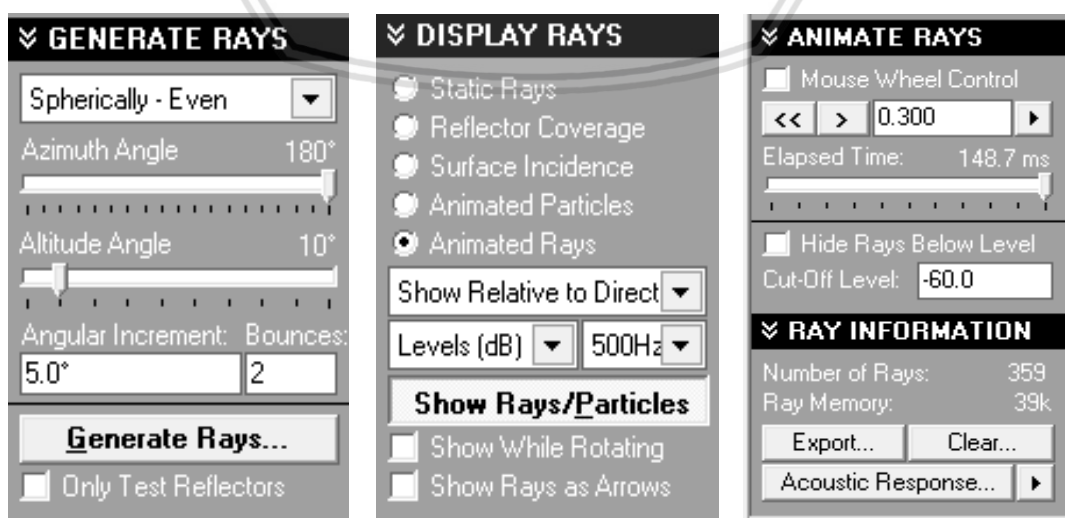 GENERATE RAYS
Spherically - Even
Azimuth Angle 180°
Altitude Angle 10°
Angular Increment: Bounces:
5.0° 2
Generate Rays...
Only Test Reflectors
DISPLAY RAYS
Static Rays
Reflector Coverage
Surface Incidence
Animated Particles
Animated Rays
Show Relative to Direct
Levels (dB) 500Hz
Show Rays/Particles
Show While Rotating
Show Rays as Arrows
ANIMATE RAYS
Mouse Wheel Control
<< > 0.300
Elapsed Time: 148.7 ms
Hide Rays Below Level
Cut-Off Level: -60.0
RAY INFORMATION
Number of Rays: 359
Ray Memory: 39k
Export... Clear...
Acoustic Response...